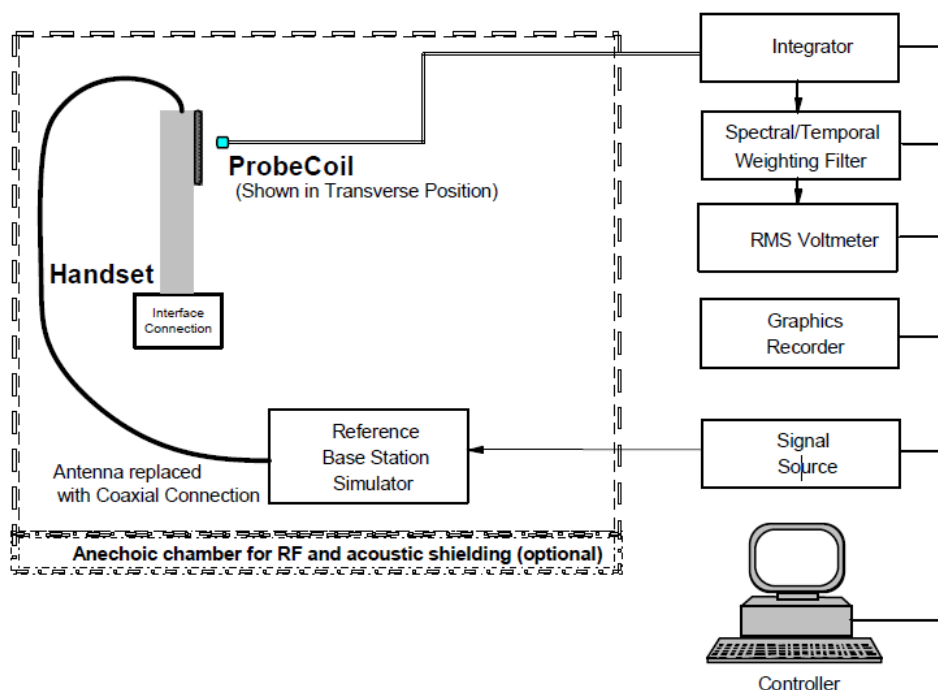 Integrator
Spectral/Temporal
Weighting Filter
ProbeCoil
(Shown in Transverse Position)
RMS Voltmeter
Handset
Interface
Connection
Graphics
Recorder
Reference
Base Station
Simulator
Signal
Source
Antenna replaced
with Coaxial Connection
Anechoic chamber for RF and acoustic shielding (optional)
Controller